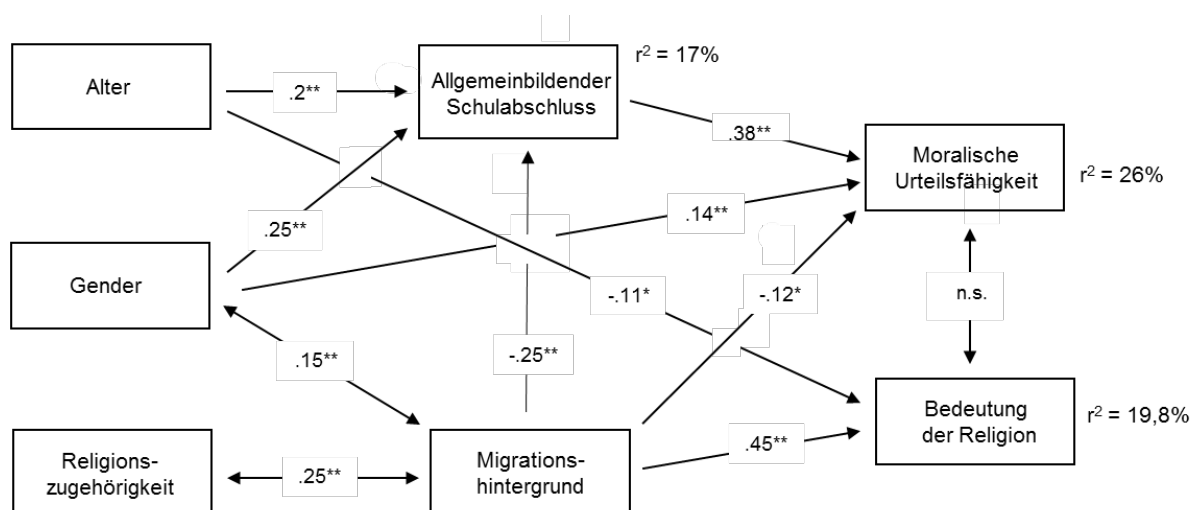 Alter
.2**
Allgemeinbildender
Schulabschluss
r² = 17%
.38**
Moralische
Urteilsfähigkeit
r² = 26%
.25**
.14**
Gender
-.11*
-.12*
n.s.
.15**
-.25**
Religions-
zugehörigkeit
.25**
Migrations-
hintergrund
.45**
Bedeutung
der Religion
r² = 19,8%